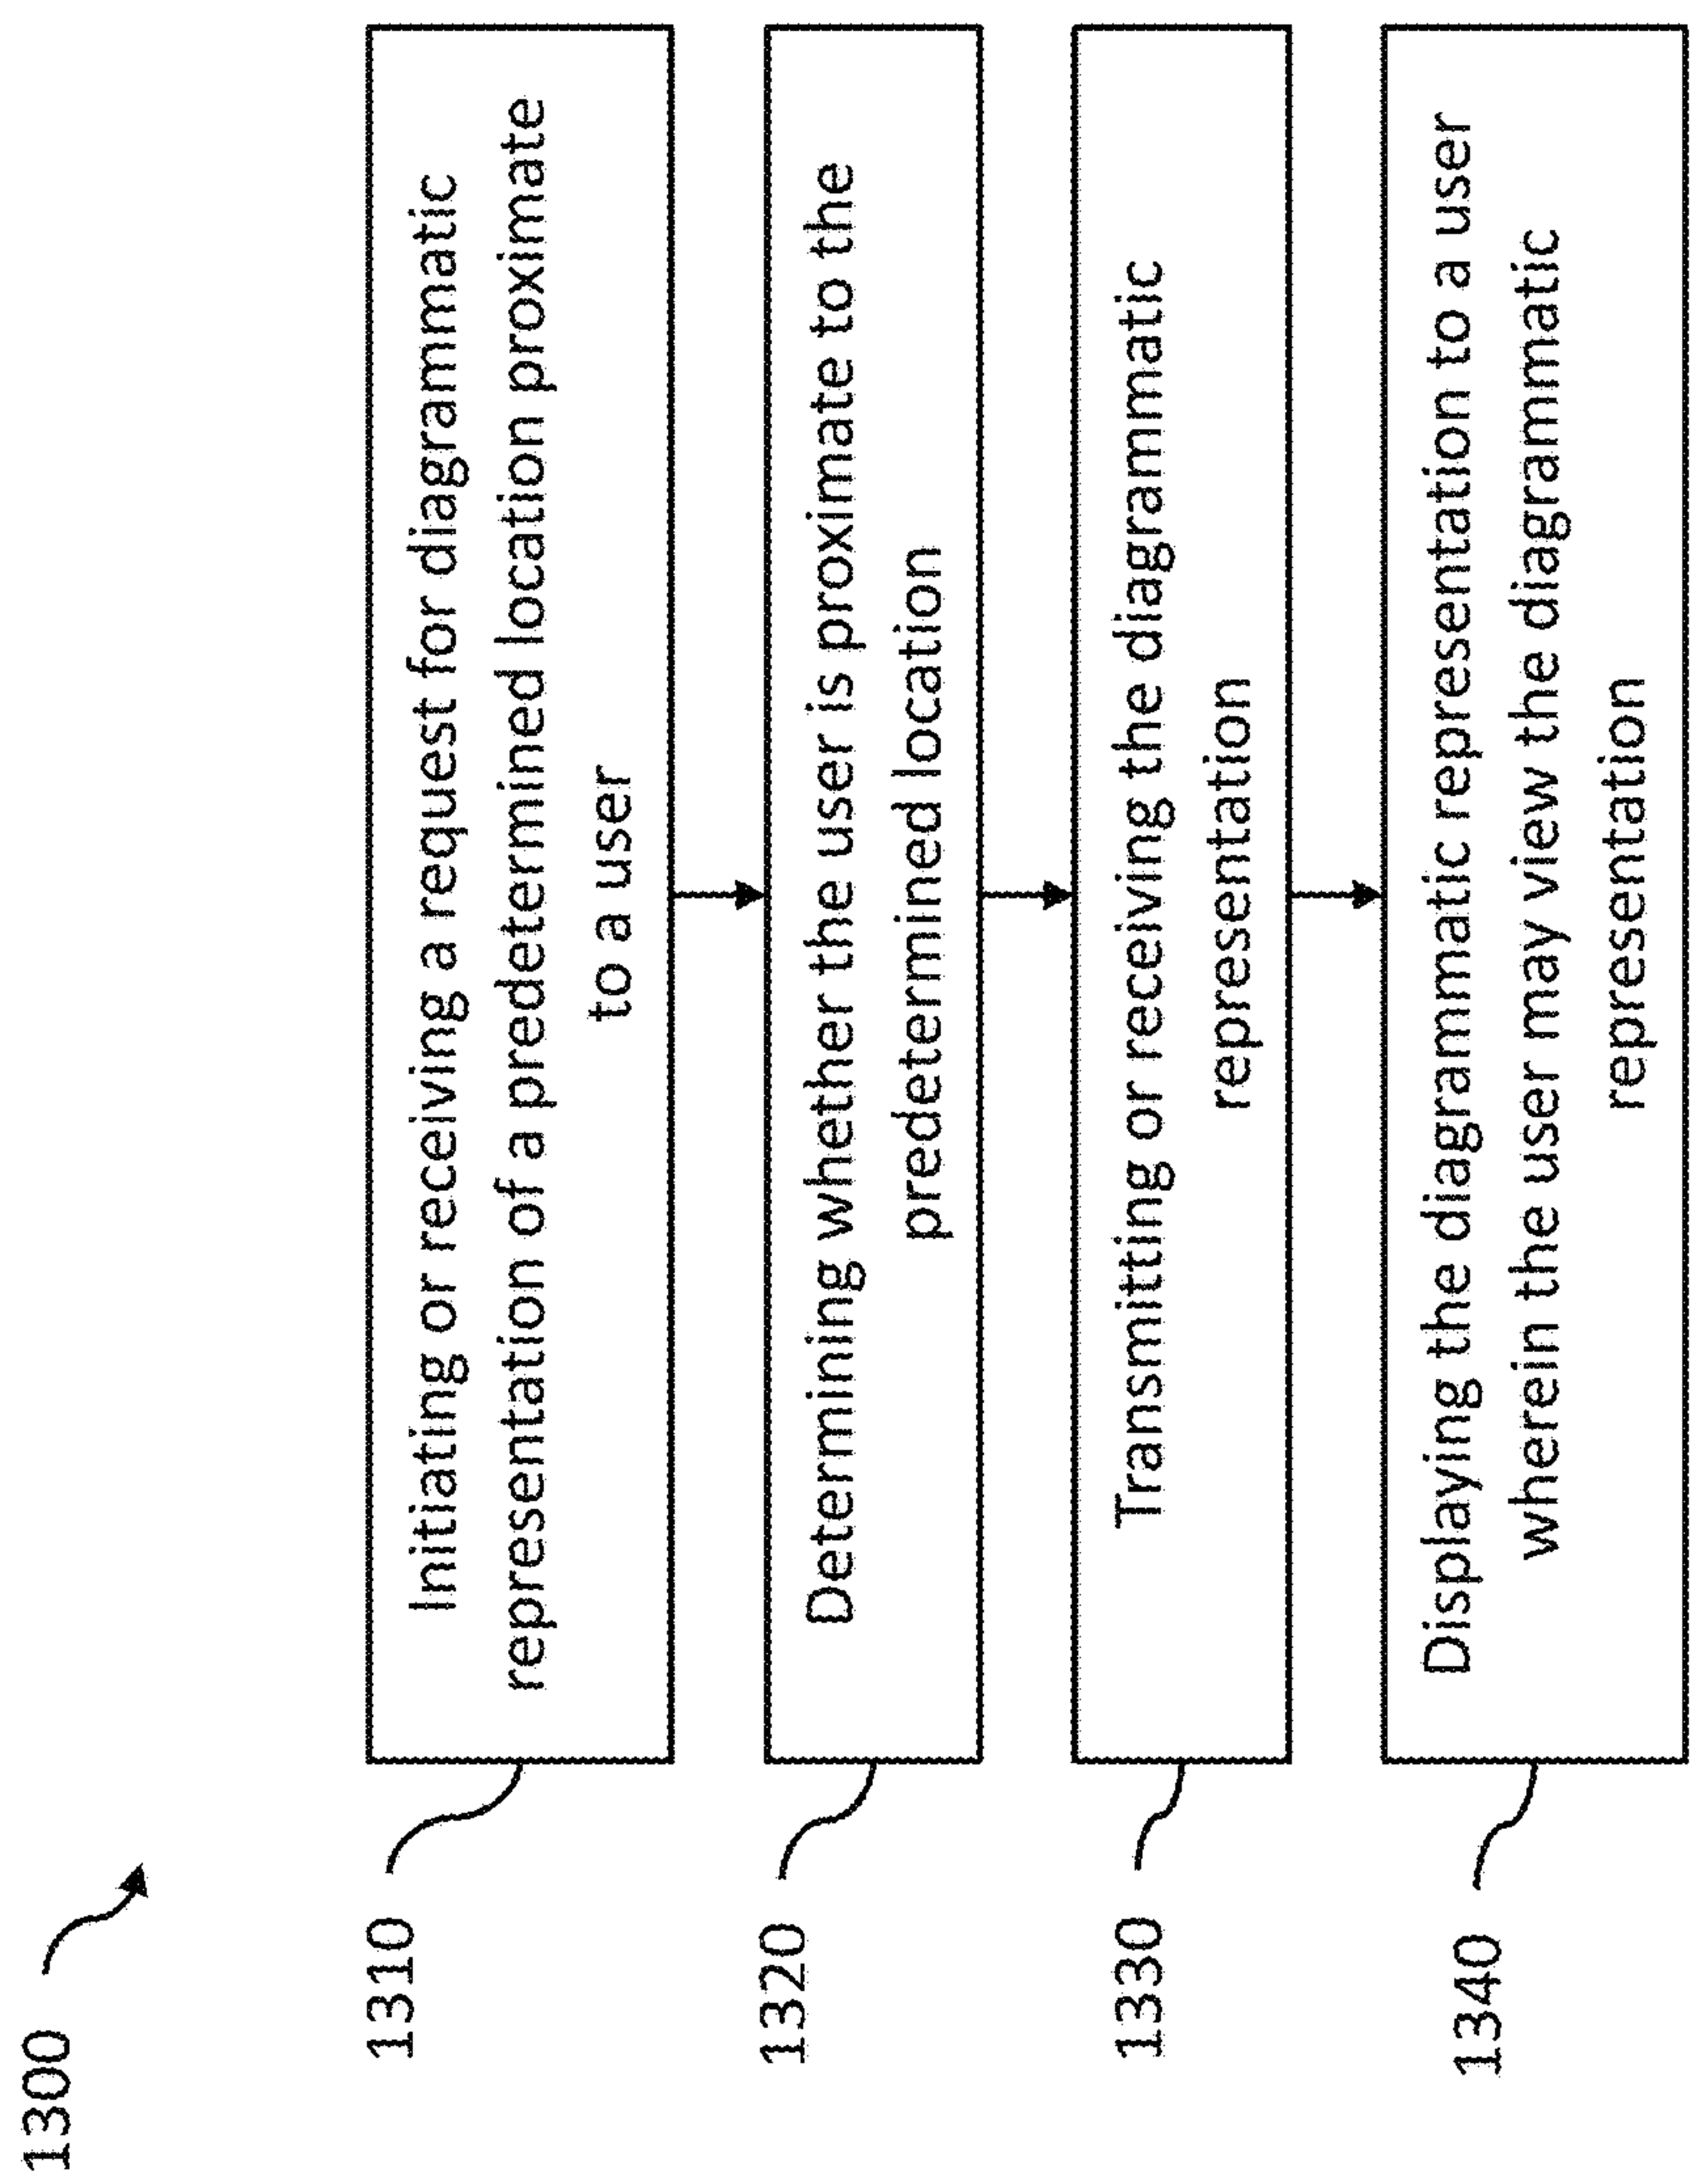 1300
1310
Initiating or receiving a request for diagrammatic
representation of a predetermined location proximate
to a user
1320
Determining whether the user is proximate to the
predetermined location
1330
Transmitting or receiving the diagrammatic
representation
1340
Displaying the diagrammatic representation to a user
wherein the user may view the diagrammatic
representation